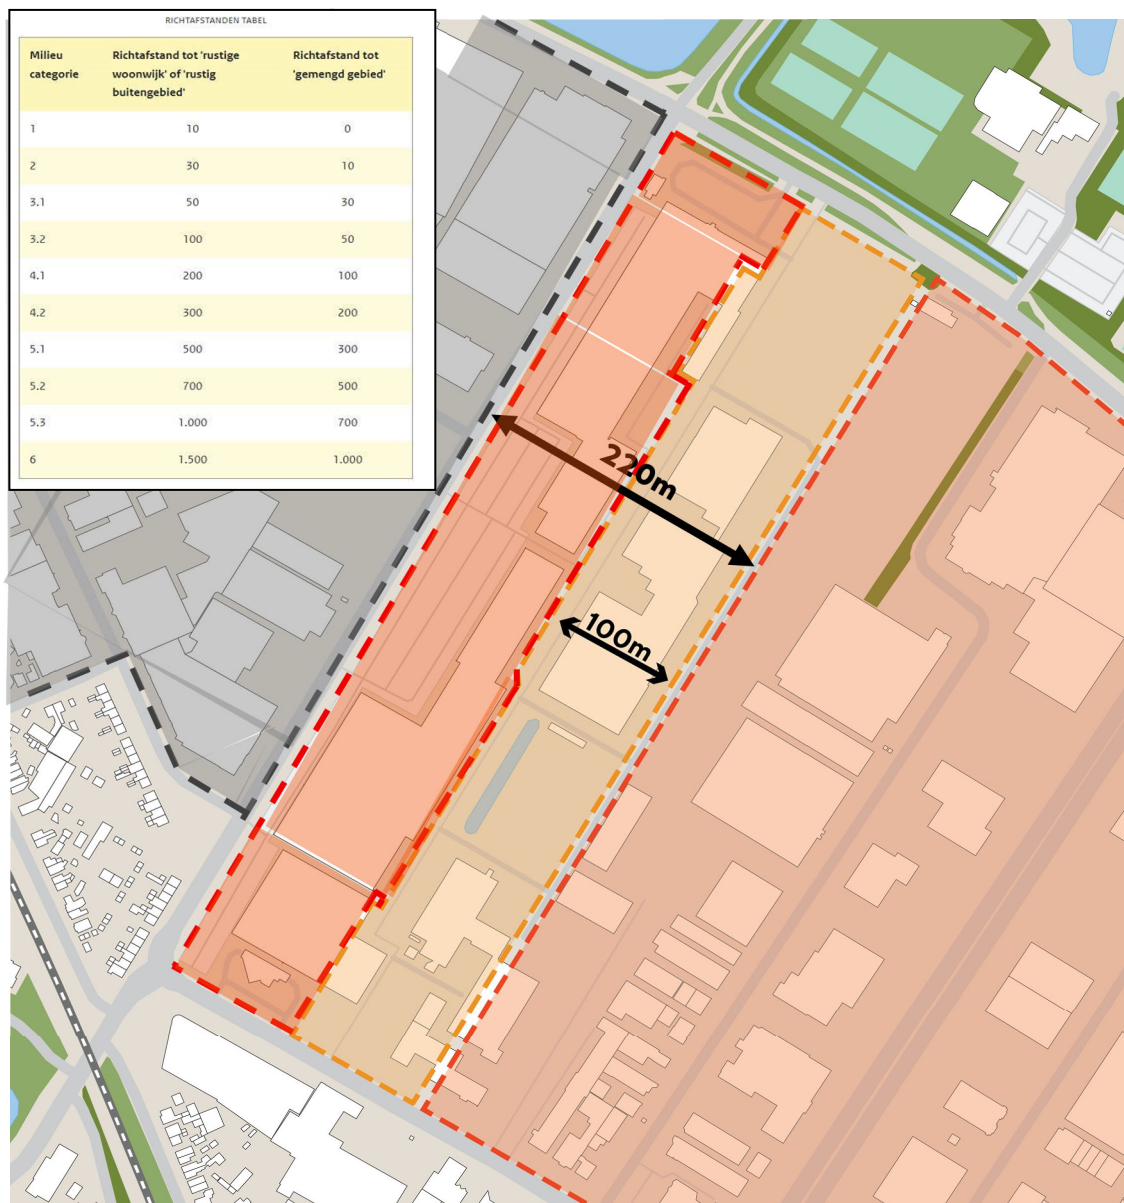 RICHTAFSTANDEN TABEL
Milieu categorie Richtafstand tot 'rustige woonwijk' of 'rustig buitengebied' Richtafstand tot 'gemengd gebied'
1 10 0
2 30 10
3.1 50 30
3.2 100 50
4.1 200 100
4.2 300 200
5.1 500 300
5.2 700 500
5.3 1.000 700
6 1.500 1.000
220m
100m